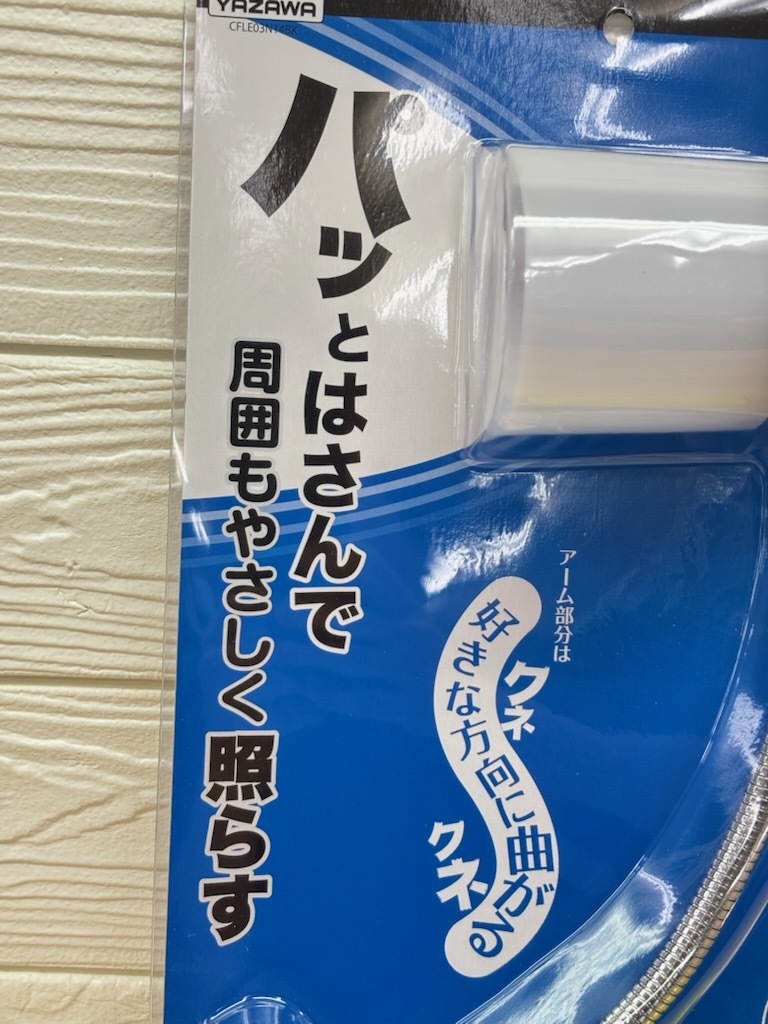 YAZAWA
CFLE03N14BK
パッとはさんで
周囲もやさしく照らす
アーム部分は
クネクネ
好きな方向に曲がる